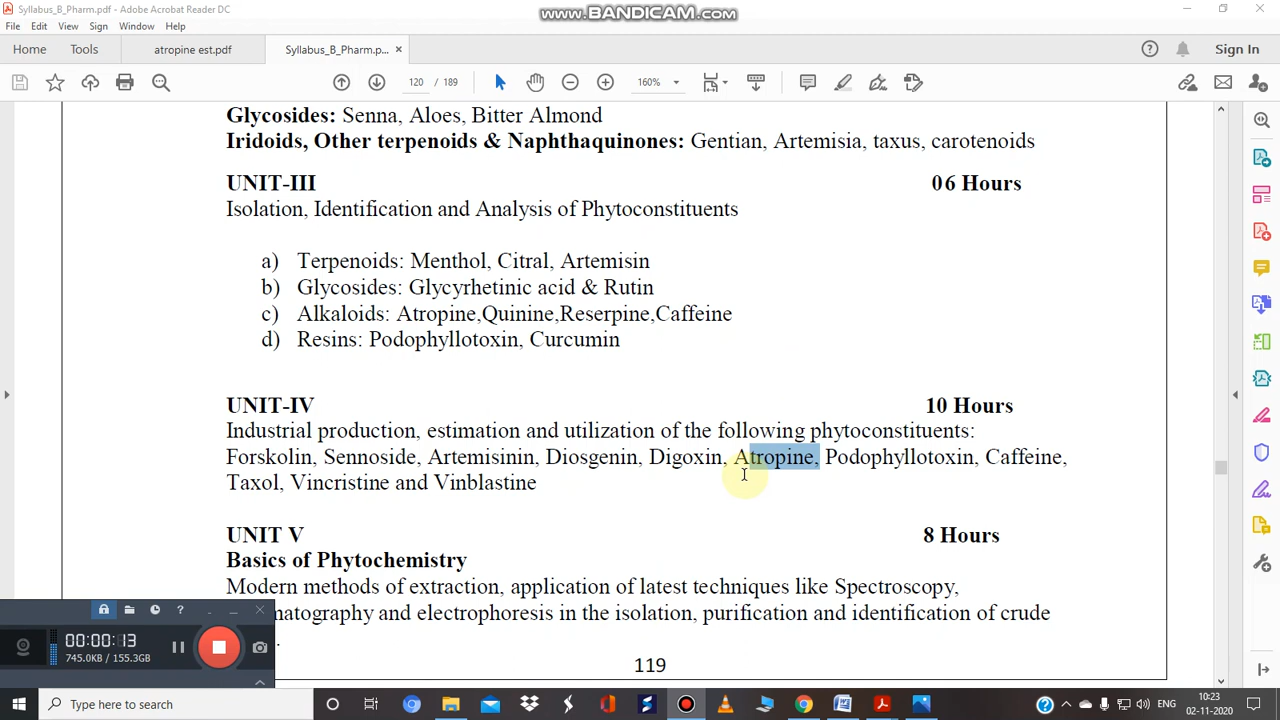 Syllabus_B_Pharm.pdf - Adobe Acrobat Reader DC
WWW.BANDICAM.COM
File Edit View Sign Window Help
Home Tools atropine est.pdf Syllabus_B_Pharm.p... × Sign In
120 / 189 160%
Glycosides: Senna, Aloes, Bitter Almond
Iridoids, Other terpenoids & Naphthaquinones: Gentian, Artemisia, taxus, carotenoids
UNIT-III 06 Hours
Isolation, Identification and Analysis of Phytoconstituents
a) Terpenoids: Menthol, Citral, Artemisin
b) Glycosides: Glycyrhetinic acid & Rutin
c) Alkaloids: Atropine,Quinine,Reserpine,Caffeine
d) Resins: Podophyllotoxin, Curcumin
UNIT-IV 10 Hours
Industrial production, estimation and utilization of the following phytoconstituents:
Forskolin, Sennoside, Artemisinin, Diosgenin, Digoxin, Atropine, Podophyllotoxin, Caffeine,
Taxol, Vincristine and Vinblastine
UNIT V 8 Hours
Basics of Phytochemistry
Modern methods of extraction, application of latest techniques like Spectroscopy,
matography and electrophoresis in the isolation, purification and identification of crude
.
119
00:00:13
745.0KB / 155.3GB
Type here to search
10:23
02-11-2020